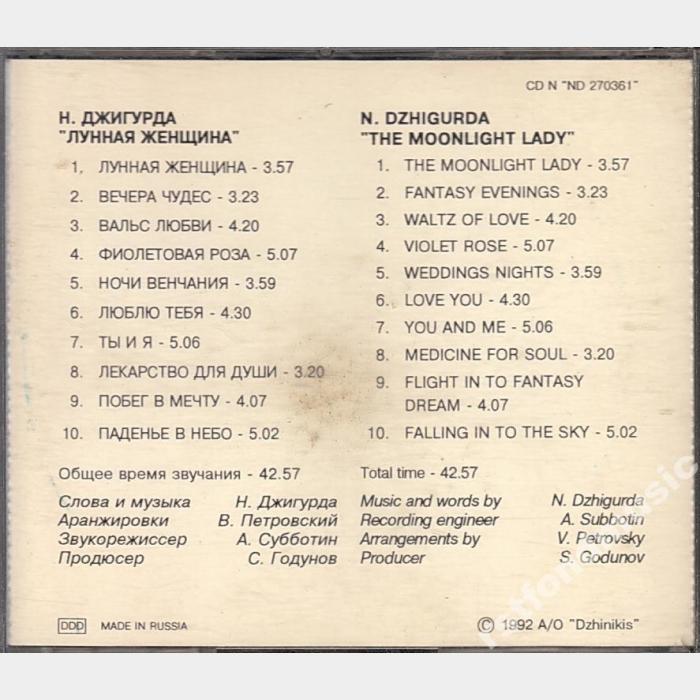 CD N "ND 270361"
Н. ДЖИГУРДА
"ЛУННАЯ ЖЕНЩИНА"
1. ЛУННАЯ ЖЕНЩИНА - 3.57
2. ВЕЧЕРА ЧУДЕС - 3.23
3. ВАЛЬС ЛЮБВИ - 4.20
4. ФИОЛЕТОВАЯ РОЗА - 5.07
5. НОЧИ ВЕНЧАНИЯ - 3.59
6. ЛЮБЛЮ ТЕБЯ - 4.30
7. ТЫ И Я - 5.06
8. ЛЕКАРСТВО ДЛЯ ДУШИ - 3.20
9. ПОБЕГ В МЕЧТУ - 4.07
10. ПАДЕНЬЕ В НЕБО - 5.02
Общее время звучания - 42.57
Слова и музыка Н. Джигурда
Аранжировки В. Петровский
Звукорежиссер А. Субботин
Продюсер С. Годунов
DDD MADE IN RUSSIA
N. DZHIGURDA
"THE MOONLIGHT LADY"
1. THE MOONLIGHT LADY - 3.57
2. FANTASY EVENINGS - 3.23
3. WALTZ OF LOVE - 4.20
4. VIOLET ROSE - 5.07
5. WEDDINGS NIGHTS - 3.59
6. LOVE YOU - 4.30
7. YOU AND ME - 5.06
8. MEDICINE FOR SOUL - 3.20
9. FLIGHT IN TO FANTASY
DREAM - 4.07
10. FALLING IN TO THE SKY - 5.02
Total time - 42.57
Music and words by N. Dzhigurda
Recording engineer A. Subbotin
Arrangements by V. Petrovsky
Producer S. Godunov
© 1992 A/O "Dzhinikis"